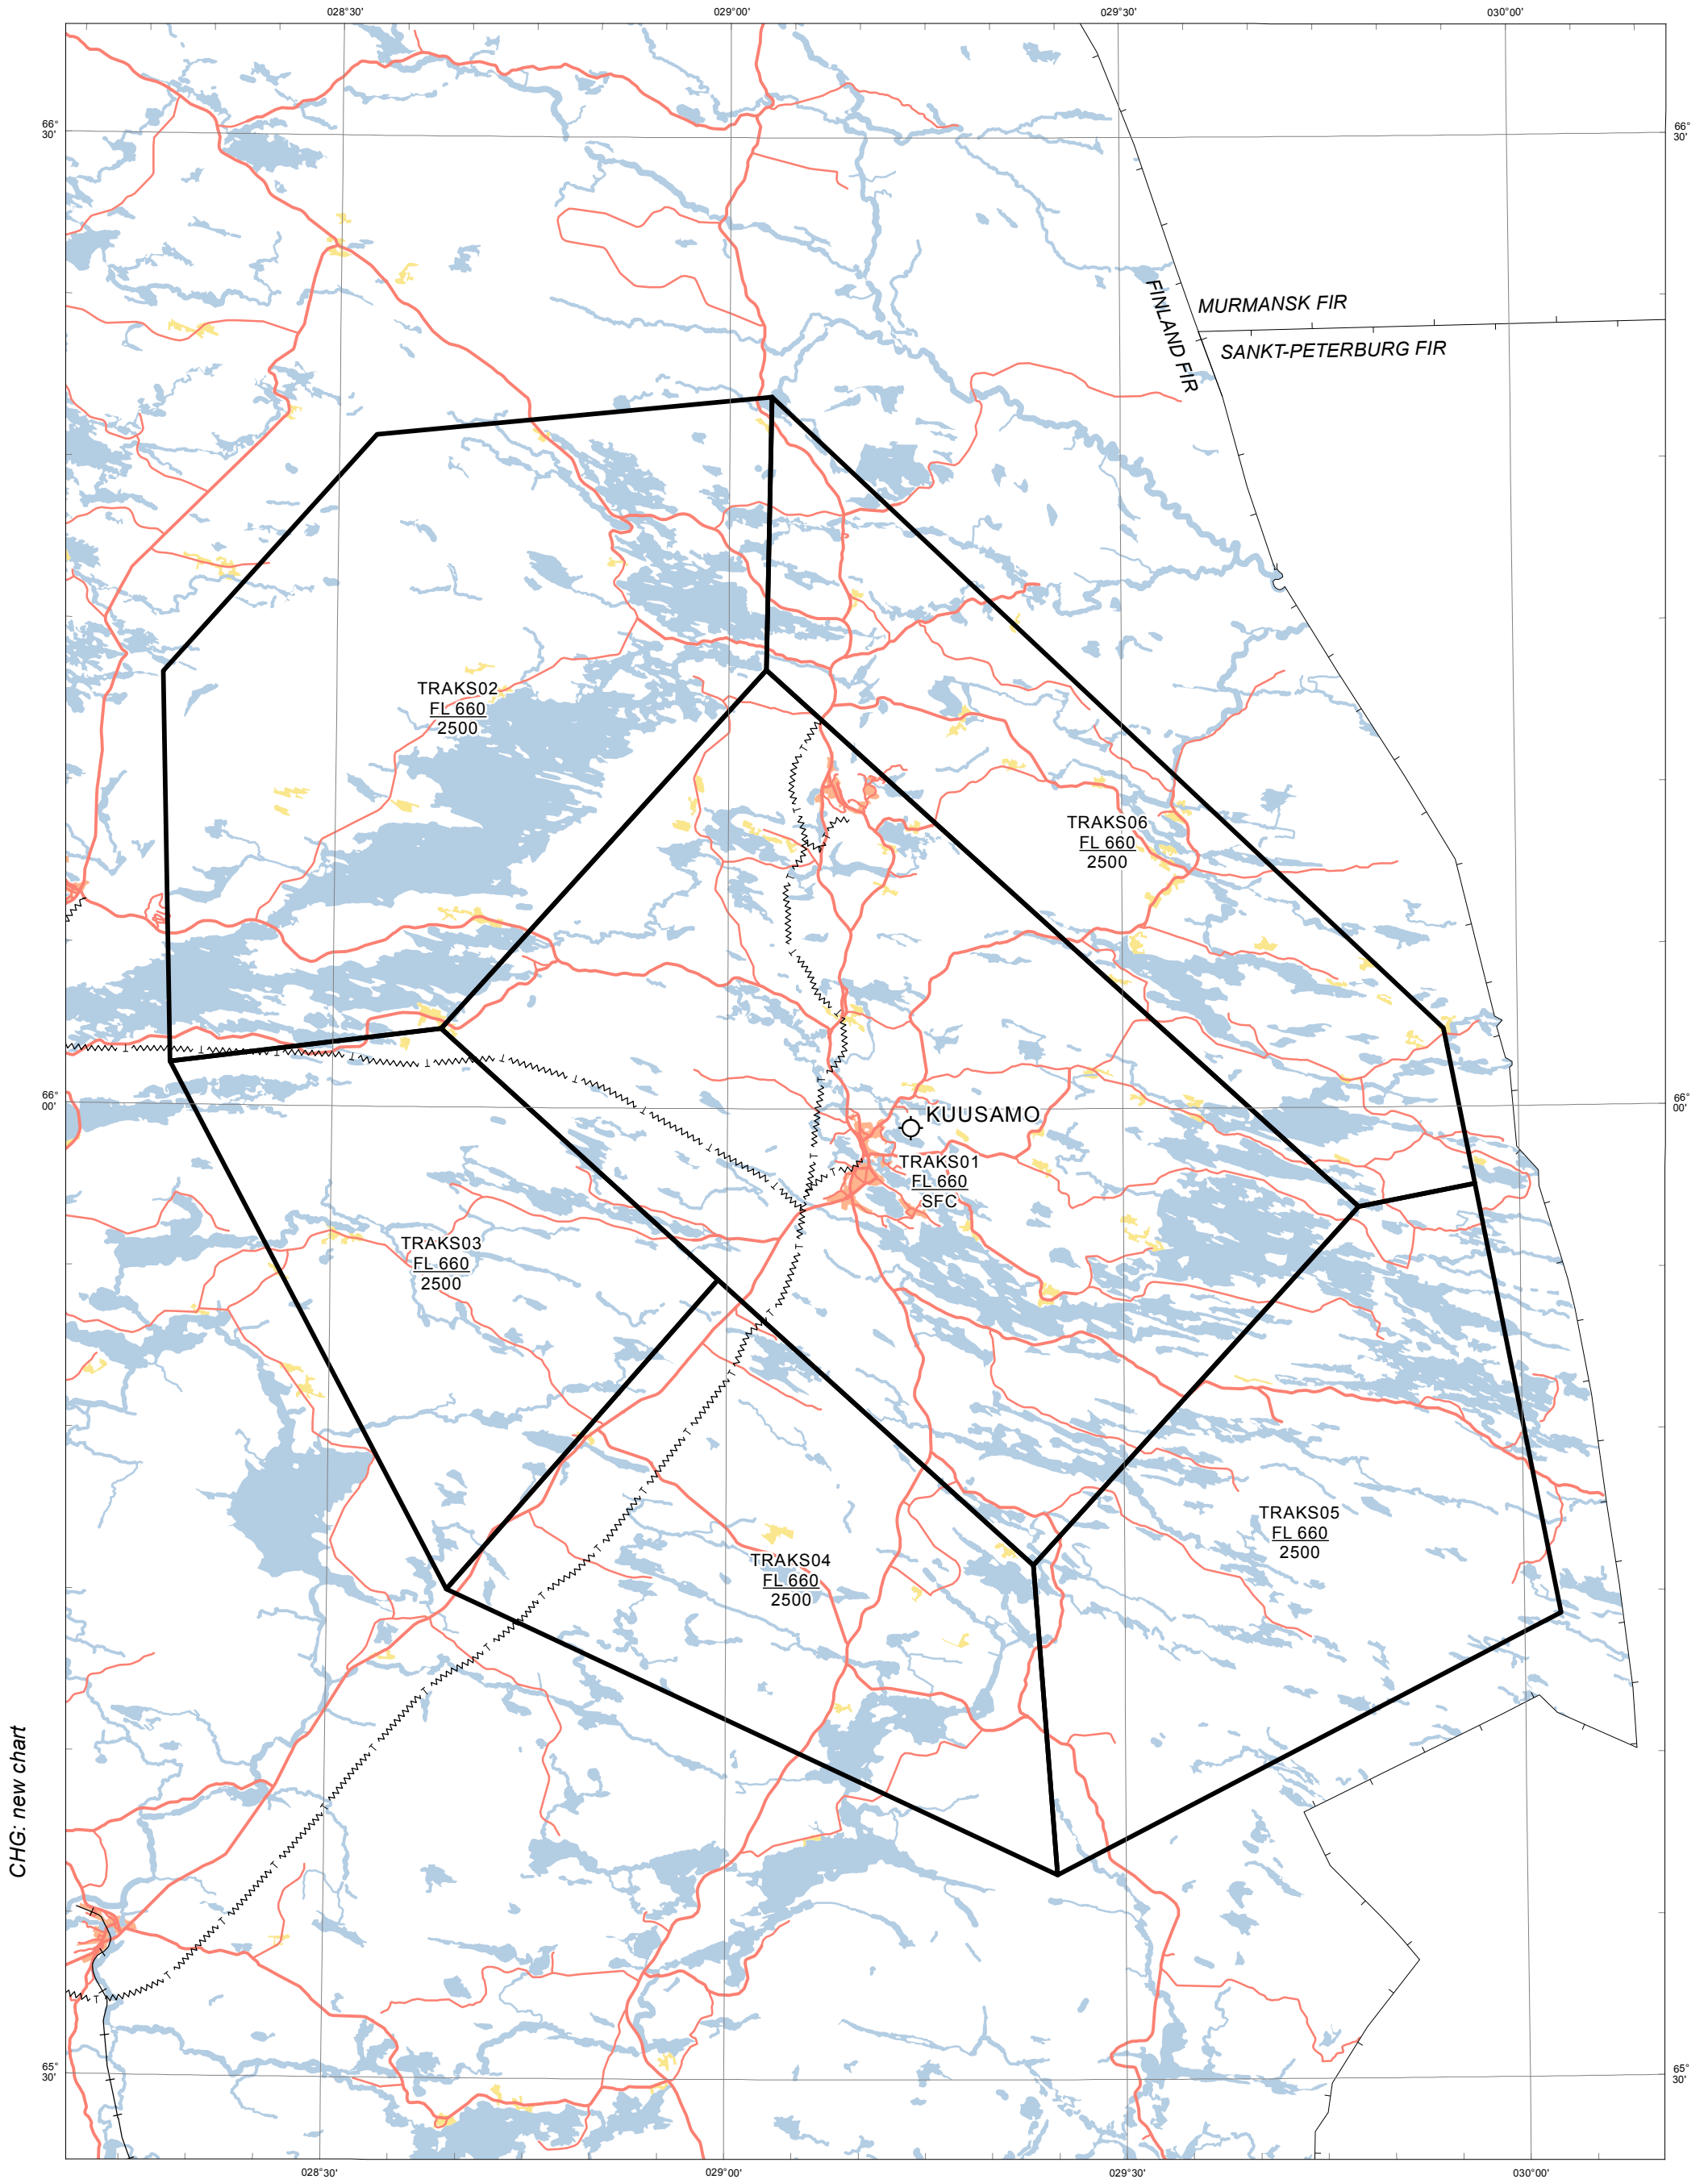 028°30'
029°00'
029°30'
030°00'
66°
30'
66°
30'
FINLAND FIR
MURMANSK FIR
SANKT-PETERBURG FIR
TRAKS02
FL 660
2500
TRAKS06
FL 660
2500
66°
00'
66°
00'
KUUSAMO
TRAKS01
FL 660
SFC
TRAKS03
FL 660
2500
TRAKS05
FL 660
2500
TRAKS04
FL 660
2500
CHG: new chart
65°
30'
65°
30'
028°30'
029°00'
029°30'
030°00'